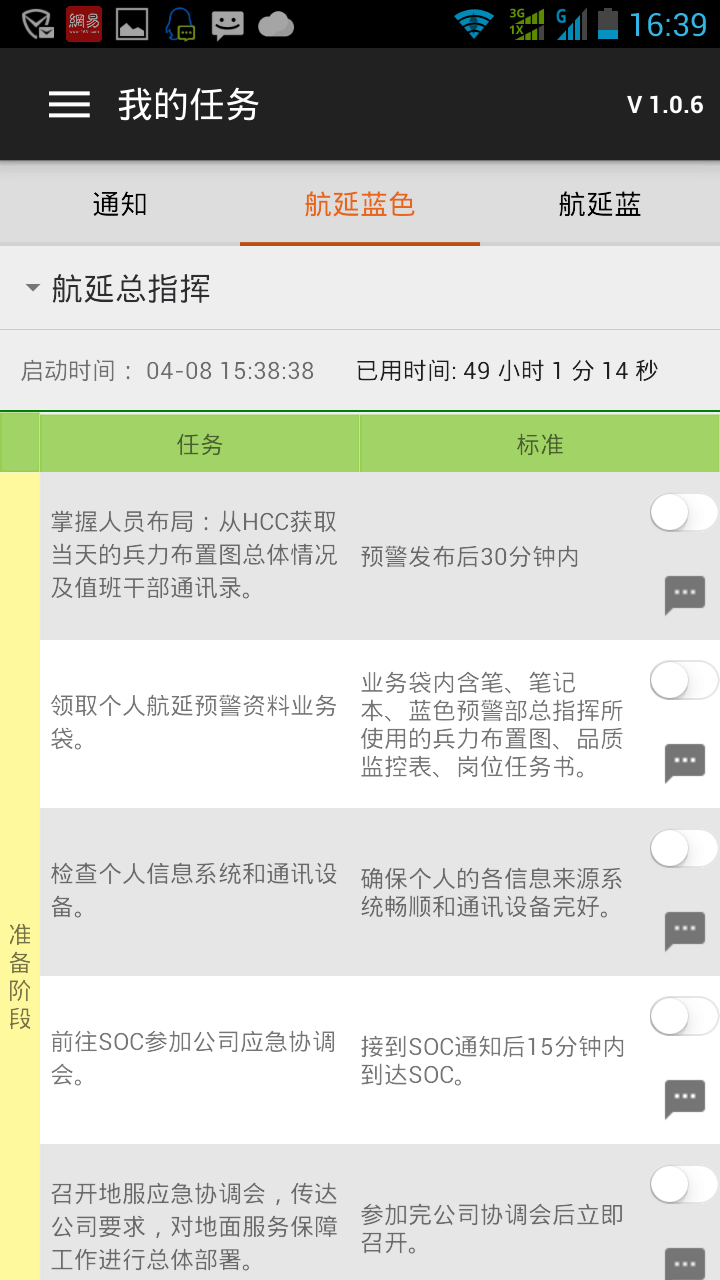 網易
www.163.com
3G
1X
G
16:39
我的任务
V 1.0.6
通知
航延蓝色
航延蓝
航延总指挥
启动时间： 04-08 15:38:38
已用时间: 49 小时 1 分 14 秒
任务
标准
准备阶段
掌握人员布局：从HCC获取
当天的兵力布置图总体情况
及值班干部通讯录。
预警发布后30分钟内
领取个人航延预警资料业务
袋。
业务袋内含笔、笔记
本、蓝色预警部总指挥所
使用的兵力布置图、品质
监控表、岗位任务书。
检查个人信息系统和通讯设
备。
确保个人的各信息来源系
统畅顺和通讯设备完好。
前往SOC参加公司应急协调
会。
接到SOC通知后15分钟内
到达SOC。
召开地服应急协调会，传达
公司要求，对地面服务保障
工作进行总体部署。
参加完公司协调会后立即
召开。